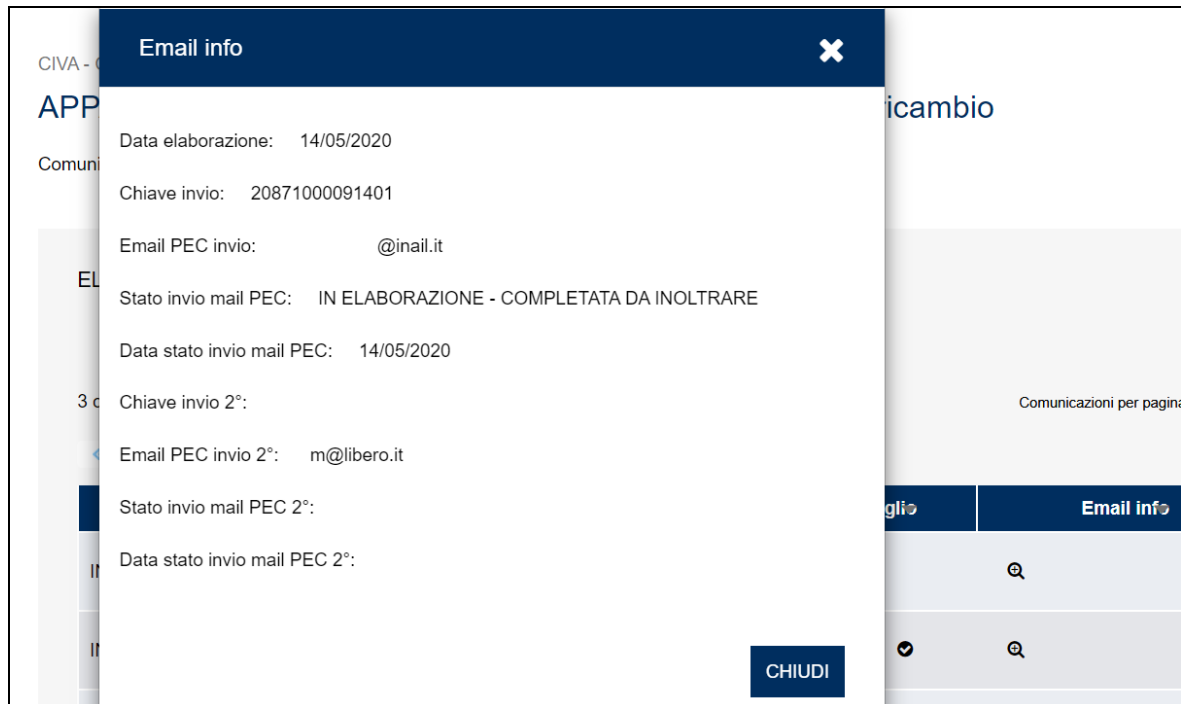 Email info
CIVA -
APP
icambio
Comuni
Data elaborazione: 14/05/2020
Chiave invio: 20871000091401
Email PEC invio: @inail.it
EL
Stato invio mail PEC: IN ELABORAZIONE - COMPLETATA DA INOLTRARE
Data stato invio mail PEC: 14/05/2020
3
Chiave invio 2°:
Comunicazioni per pagina
Email PEC invio 2°: m@libero.it
Stato invio mail PEC 2°:
glio
Email info
Data stato invio mail PEC 2°:
CHIUDI